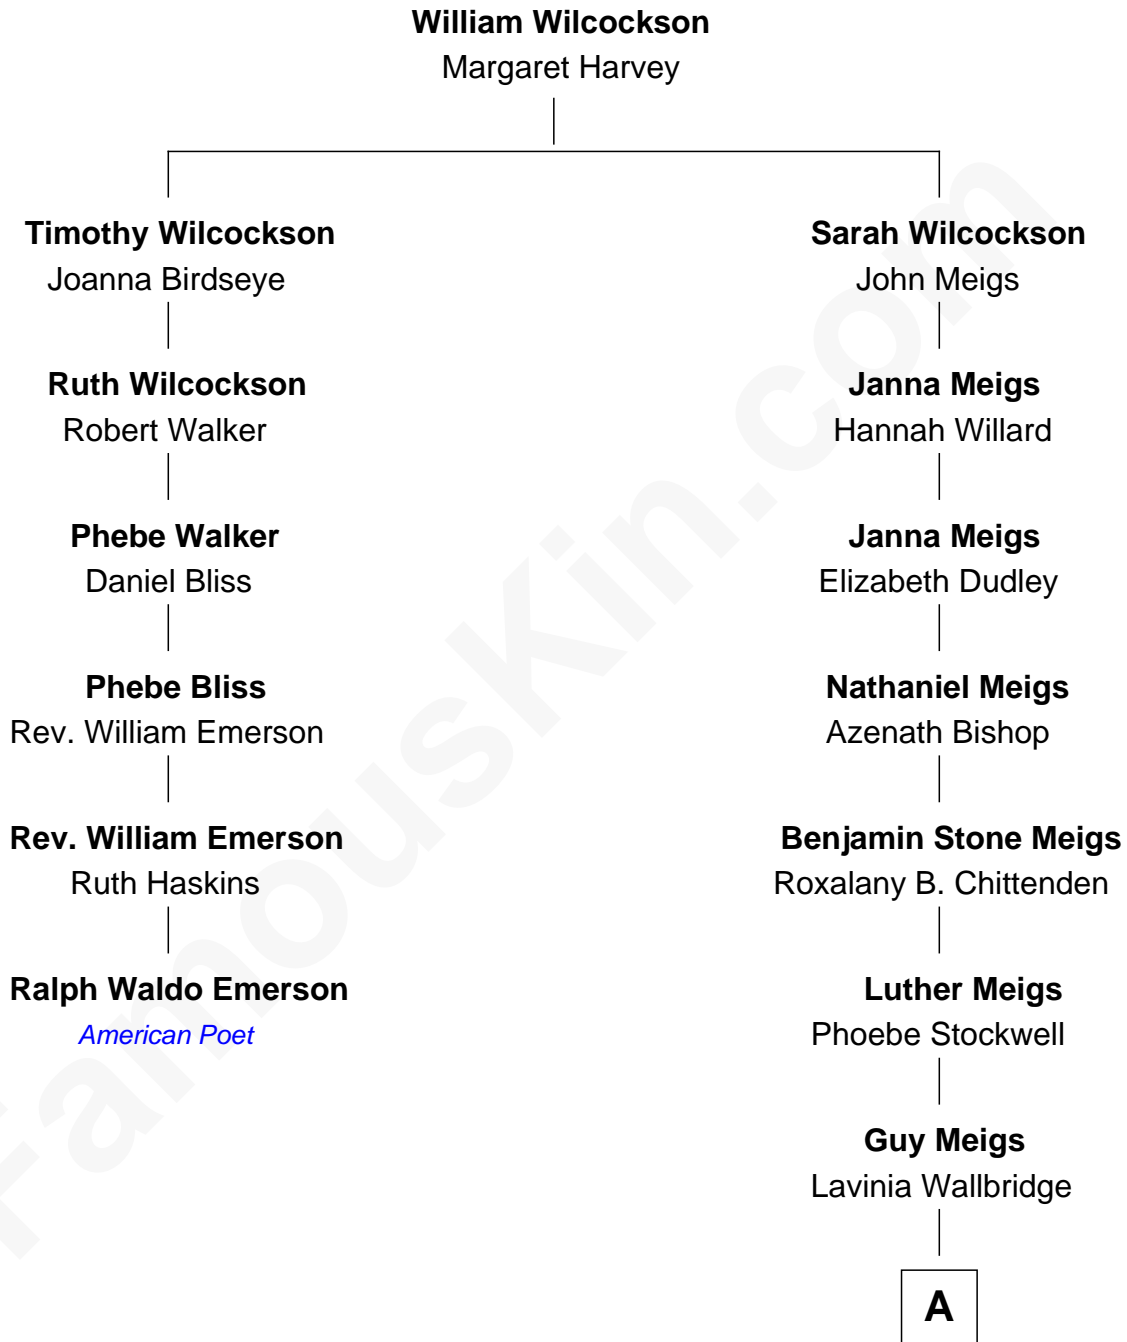 William Wilcockson
Margaret Harvey
Timothy Wilcockson
Joanna Birdseye
Ruth Wilcockson
Robert Walker
Phebe Walker
Daniel Bliss
Phebe Bliss
Rev. William Emerson
Rev. William Emerson
Ruth Haskins
Ralph Waldo Emerson
American Poet
Sarah Wilcockson
John Meigs
Janna Meigs
Hannah Willard
Janna Meigs
Elizabeth Dudley
Nathaniel Meigs
Azenath Bishop
Benjamin Stone Meigs
Roxalany B. Chittenden
Luther Meigs
Phoebe Stockwell
Guy Meigs
Lavinia Wallbridge
A
FamousKin.com